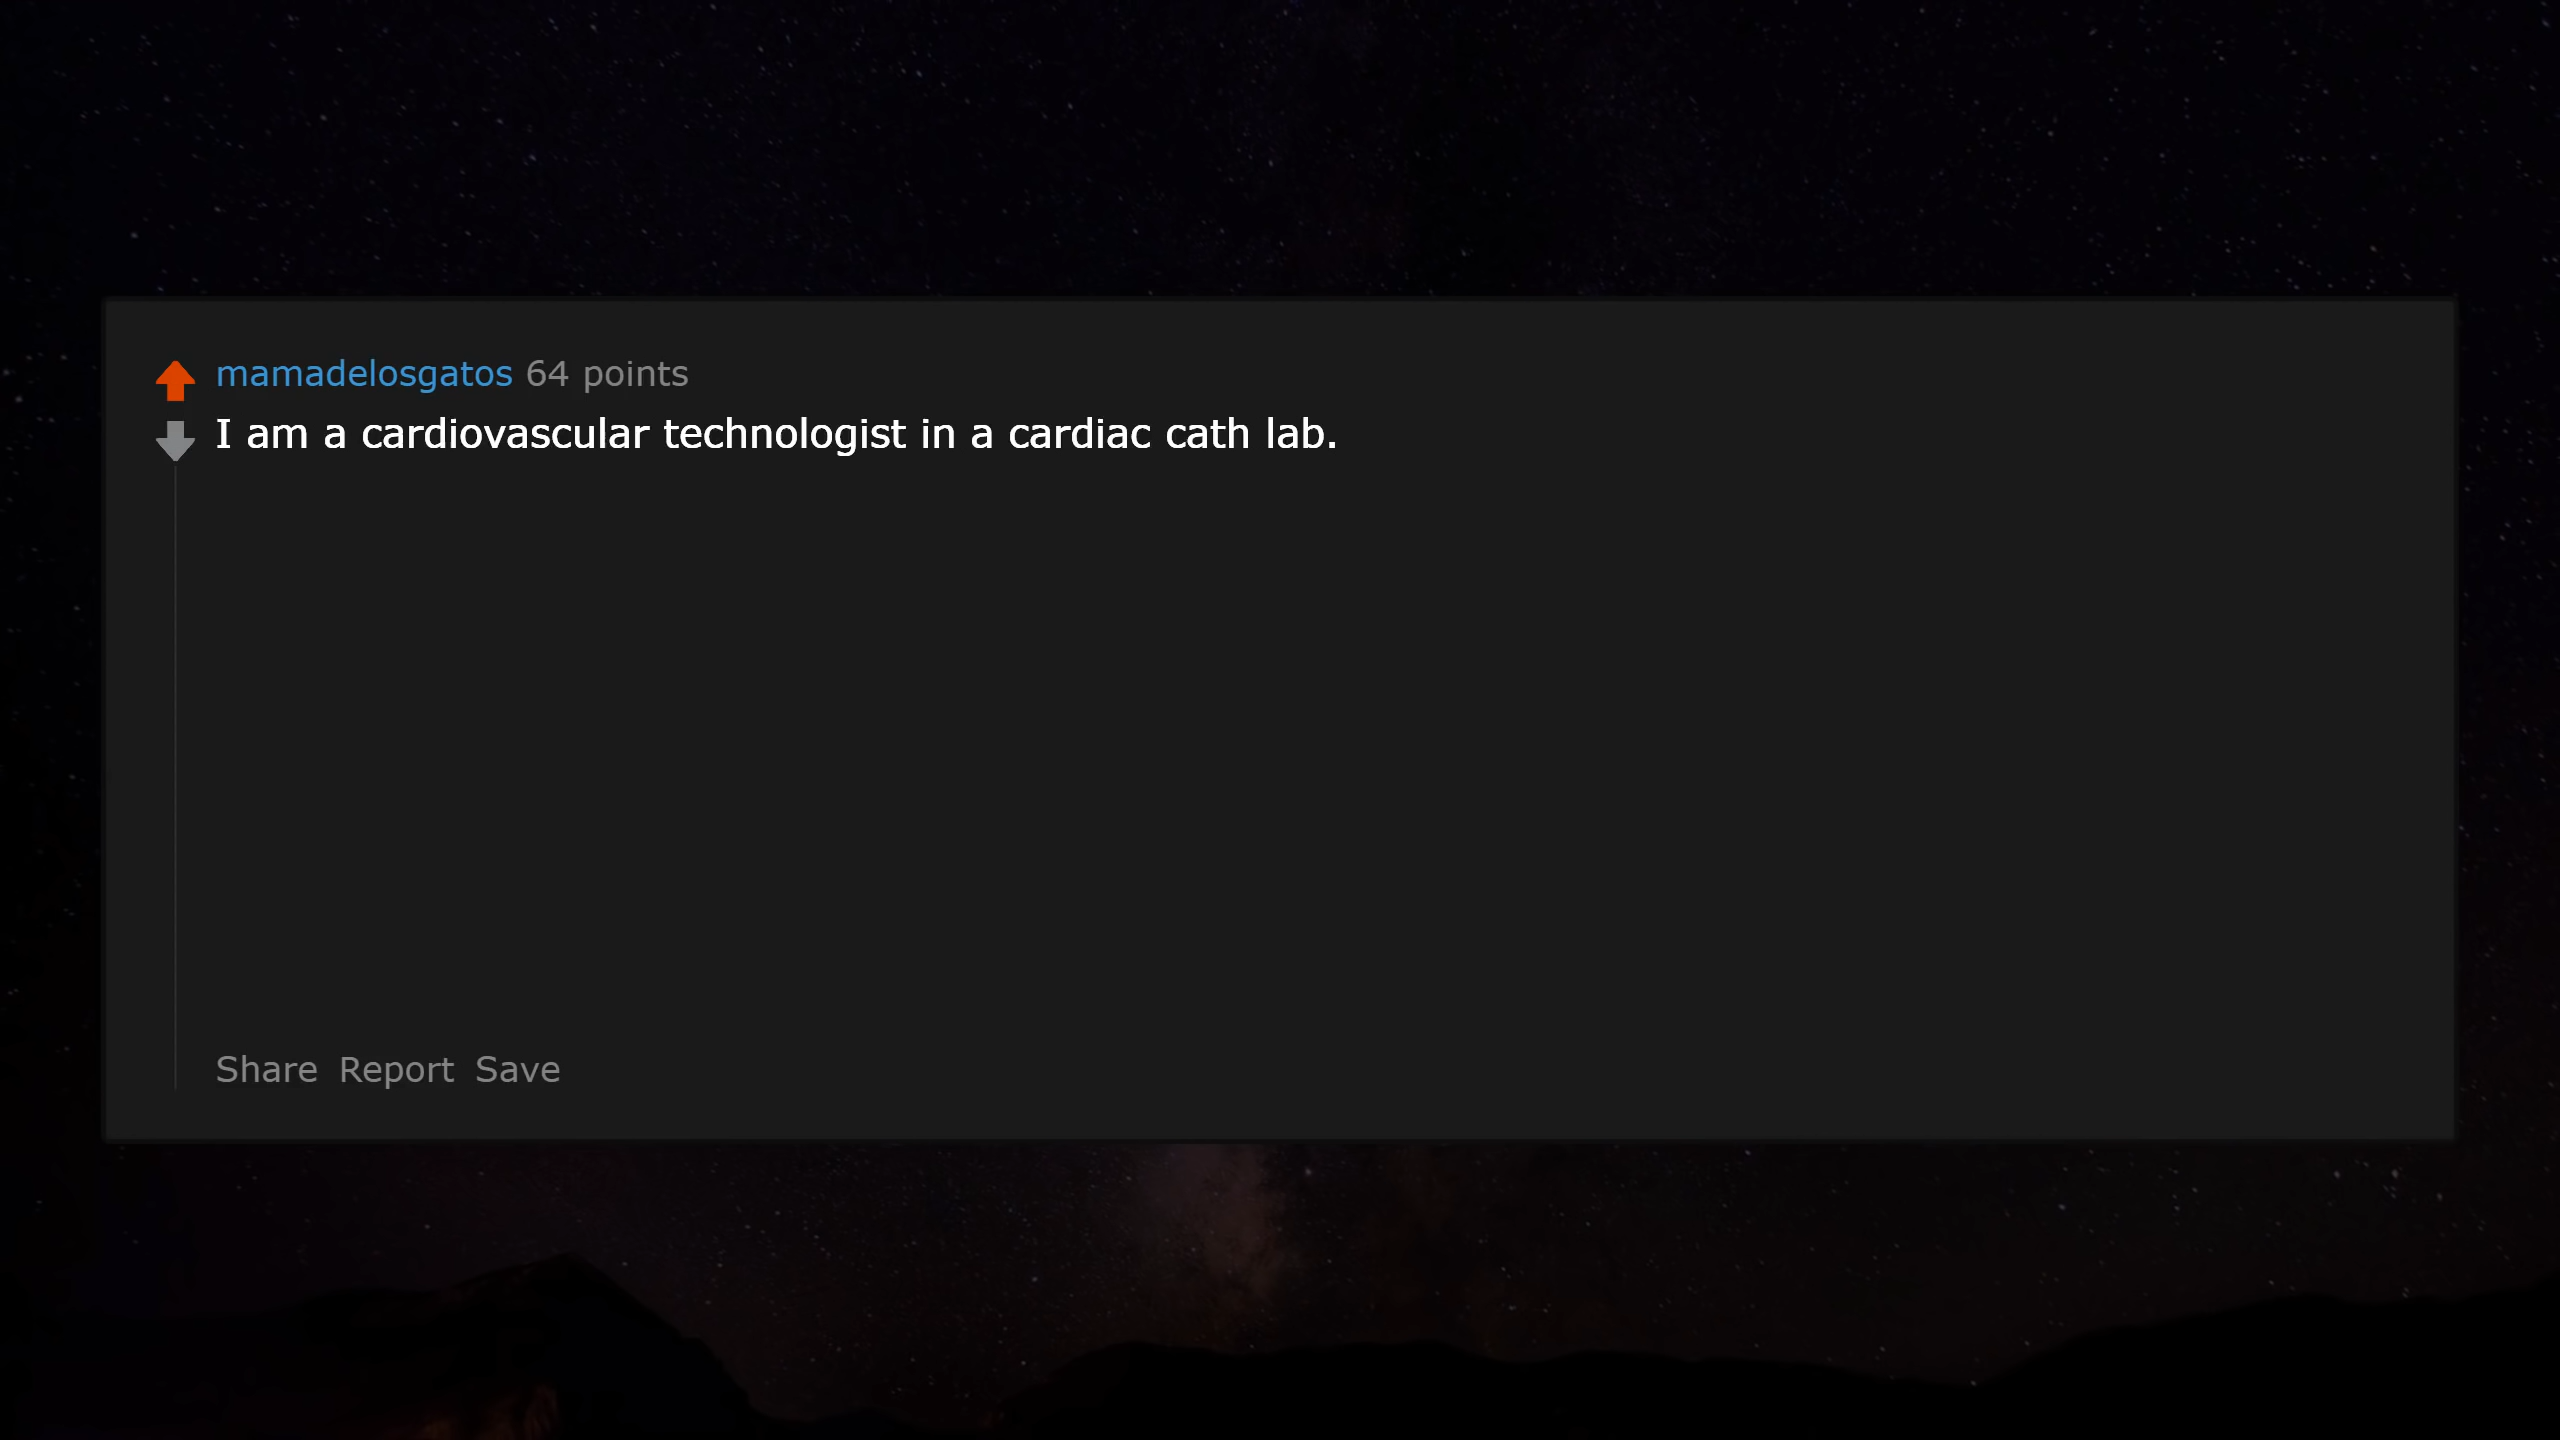 mamadelosgatos 64 points
I am a cardiovascular technologist in a cardiac cath lab.
Share Report Save